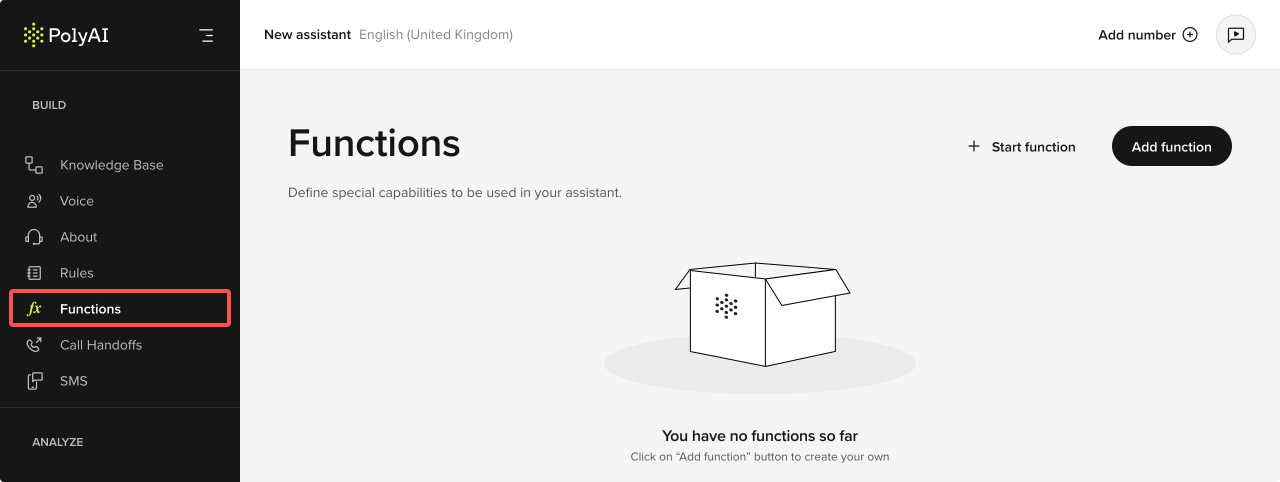 PolyAI
New assistant English (United Kingdom)
Add number
BUILD
Knowledge Base
Voice
About
Rules
fx Functions
Call Handoffs
SMS
ANALYZE
Functions
+ Start function
Add function
Define special capabilities to be used in your assistant.
You have no functions so far
Click on “Add function” button to create your own